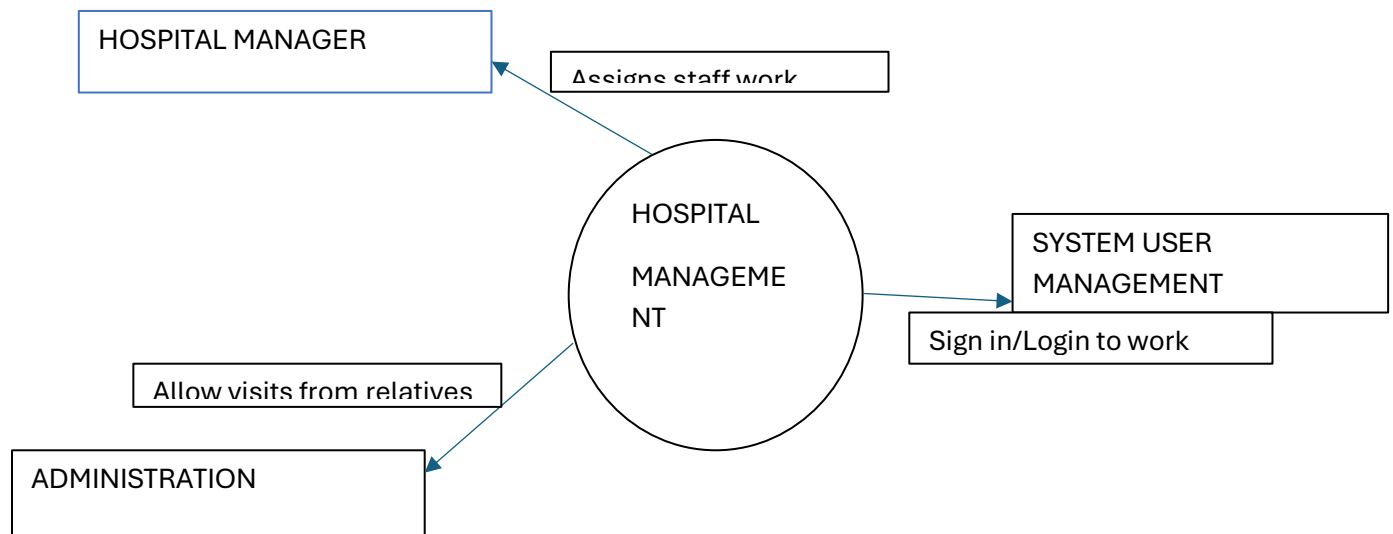 HOSPITAL MANAGER
Assigns staff work
HOSPITAL
MANAGEME
NT
SYSTEM USER
MANAGEMENT
Sign in/Login to work
Allow visits from relatives
ADMINISTRATION